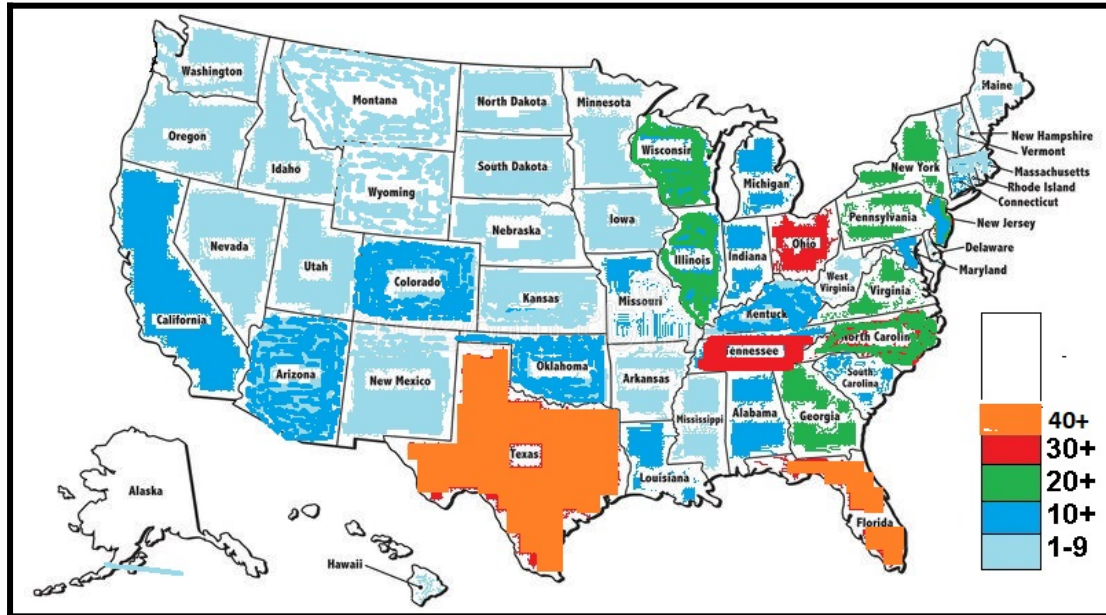 Washington
Montana
North Dakota
Minnesota
Maine
Oregon
Idaho
Wyoming
South Dakota
Wisconsir
Michigan
New York
New Hampshire
Vermont
Massachusetts
Rhode Island
Connecticut
New Jersey
Delaware
Maryland
Nevada
Utah
Colorado
Nebraska
Iowa
Illinois
Indiana
Ohio
Pennsylvania
West
Virginia
Virginia
California
Kansas
Missouri
Kentuck
Arizona
New Mexico
Oklahoma
Arkansas
Tennessee
North Carolin
South
Carolina
Texas
Louisiana
Mississippi
Alabama
Georgia
Florida
Alaska
Hawaii
-
40+
30+
20+
10+
1-9